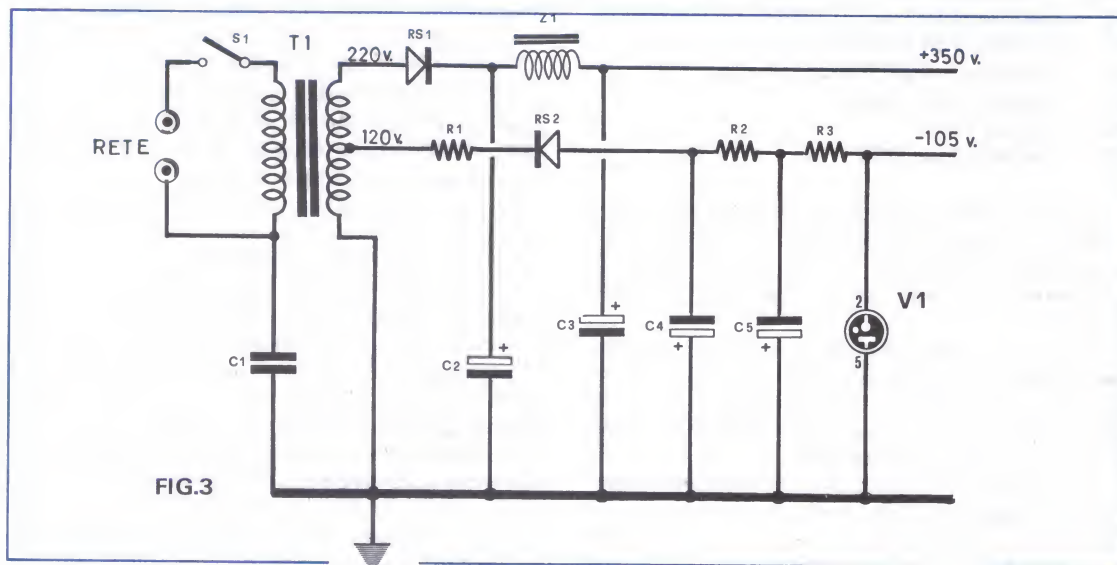 Z1
S1
T1
RS1
220v.
+350 v.
RETE
120v.
R1
RS2
R2
R3
-105 v.
C1
C2
+
C3
+
C4
+
C5
+
2
V1
5
FIG.3